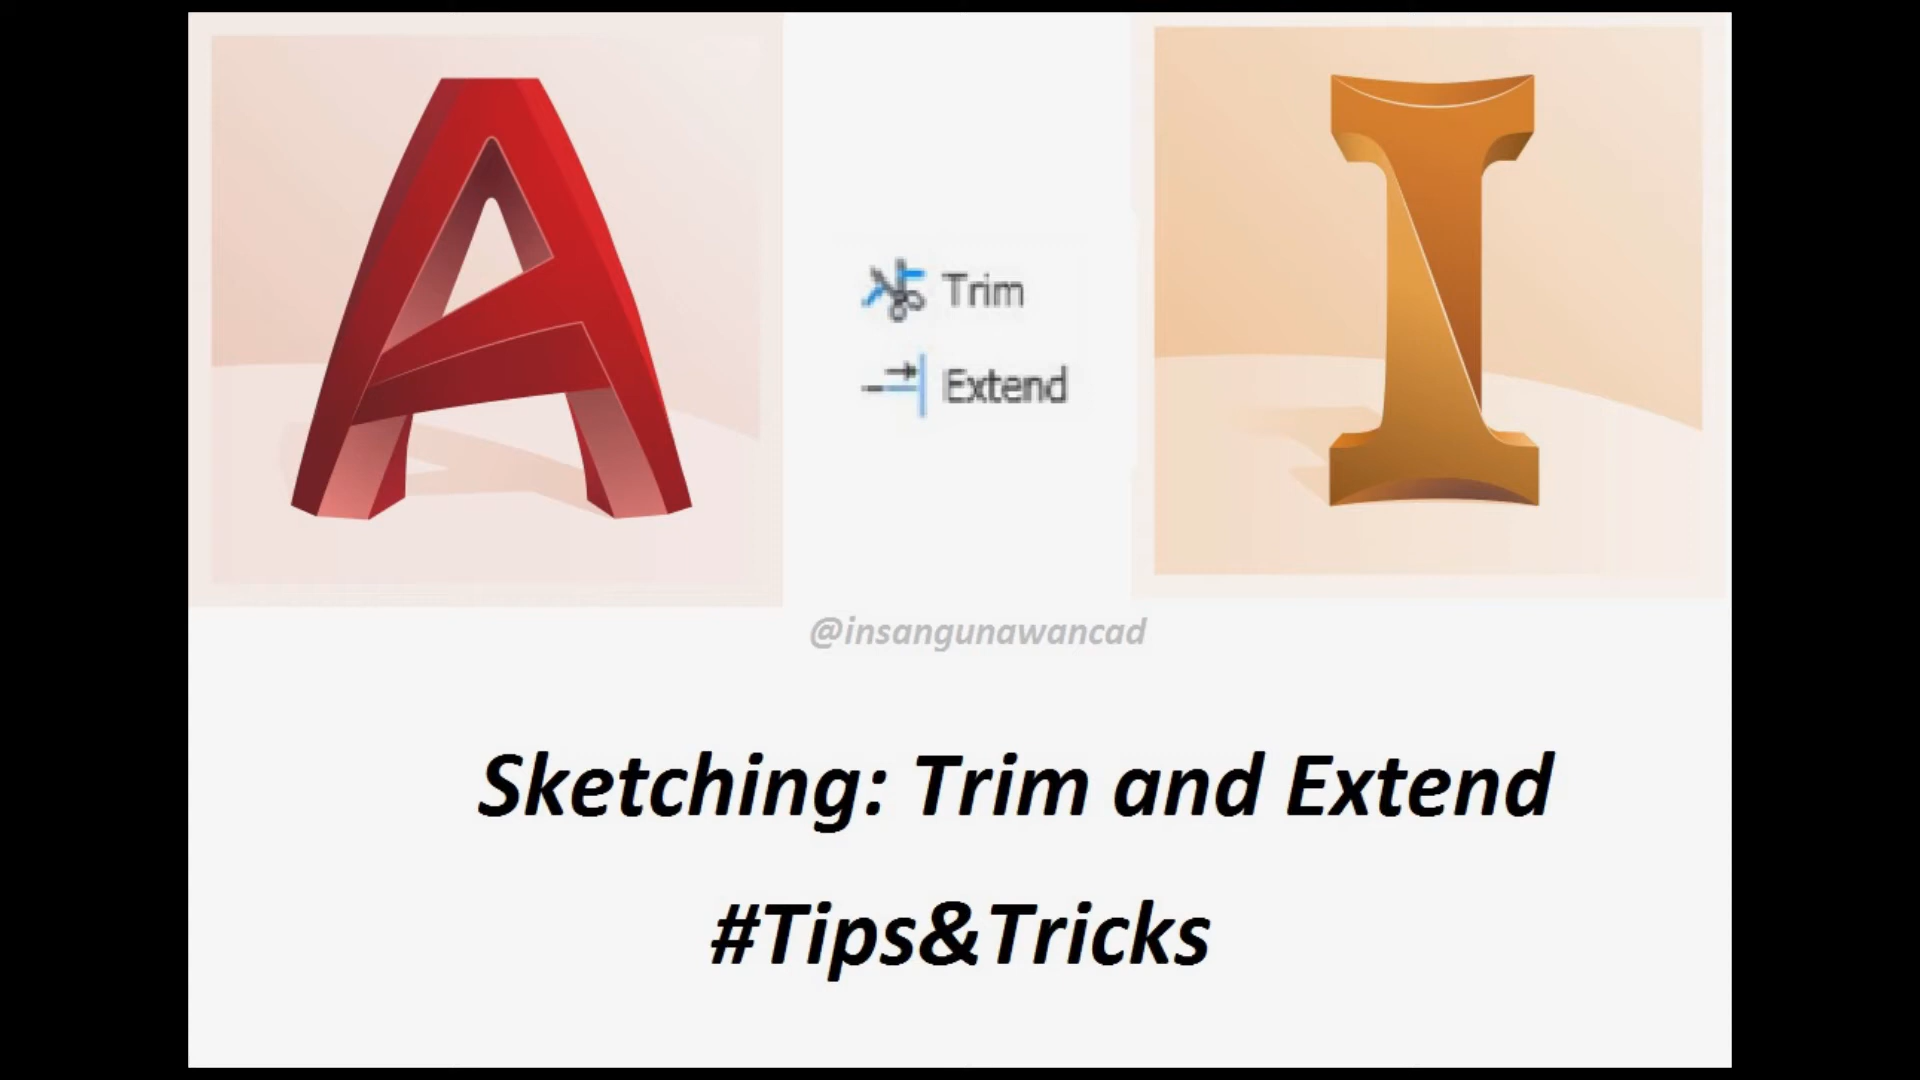 Trim
Extend
@insangunawancad
Sketching: Trim and Extend
#Tips&Tricks